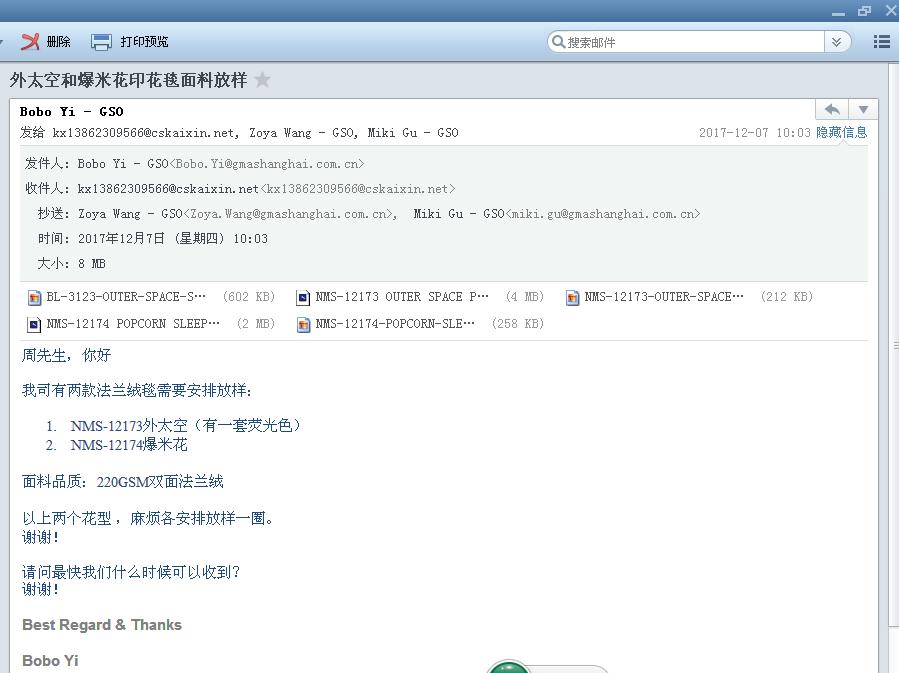 删除 打印预览 搜索邮件
外太空和爆米花印花毯面料放样
Bobo Yi - GSO
发给 kx13862309566@cskaixin.net, Zoya Wang - GSO, Miki Gu - GSO 2017-12-07 10:03 隐藏信息
发件人: Bobo Yi - GSO<Bobo.Yi@gmashanghai.com.cn>
收件人: kx13862309566@cskaixin.net<kx13862309566@cskaixin.net>
抄送: Zoya Wang - GSO<Zoya.Wang@gmashanghai.com.cn>, Miki Gu - GSO<miki.gu@gmashanghai.com.cn>
时间: 2017年12月7日 (星期四) 10:03
大小: 8 MB
BL-3123-OUTER-SPACE-S··· (602 KB) NMS-12173 OUTER SPACE P··· (4 MB) NMS-12173-OUTER-SPACE··· (212 KB)
NMS-12174 POPCORN SLEEP··· (2 MB) NMS-12174-POPCORN-SLE··· (258 KB)
周先生，你好
我司有两款法兰绒毯需要安排放样:
1. NMS-12173外太空（有一套荧光色）
2. NMS-12174爆米花
面料品质: 220GSM双面法兰绒
以上两个花型，麻烦各安排放样一圈。
谢谢!
请问最快我们什么时候可以收到?
谢谢!
Best Regard & Thanks
Bobo Yi